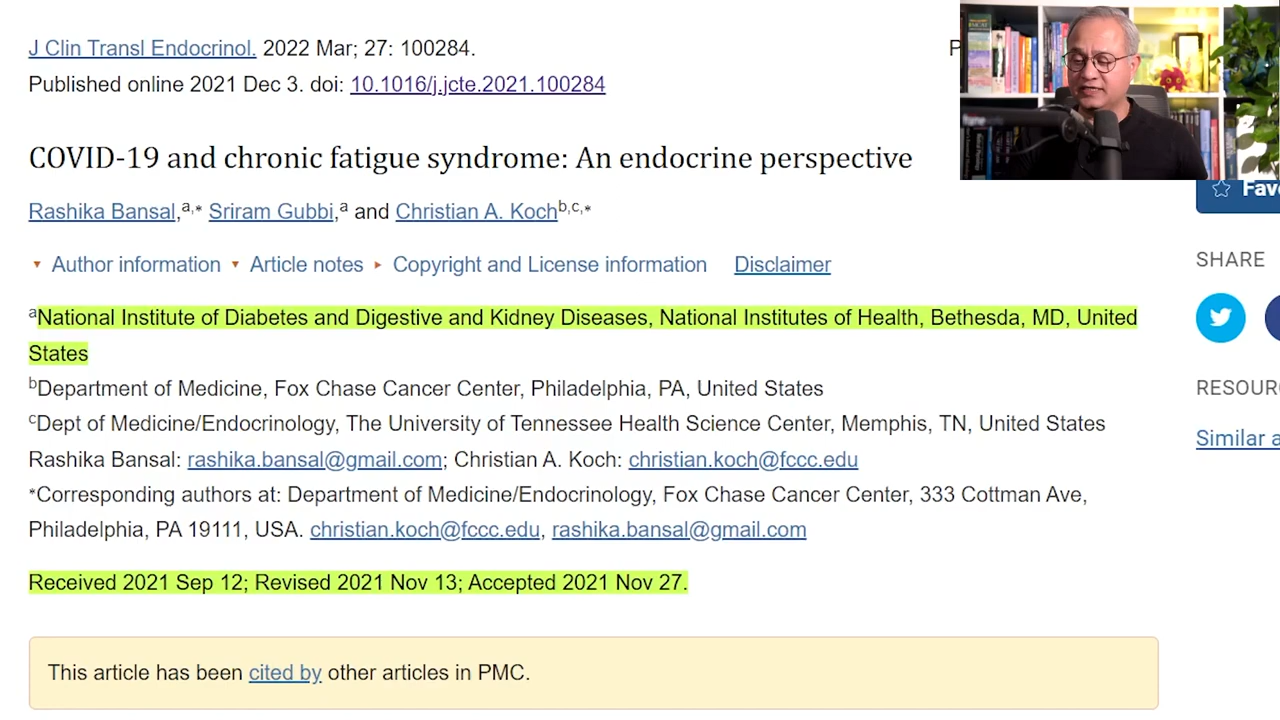 J Clin Transl Endocrinol. 2022 Mar; 27: 100284. P
Published online 2021 Dec 3. doi: 10.1016/j.jcte.2021.100284
COVID-19 and chronic fatigue syndrome: An endocrine perspective
Rashika Bansal,a,* Sriram Gubbi,a and Christian A. Kochb,c,*
Author information Article notes Copyright and License information Disclaimer
aNational Institute of Diabetes and Digestive and Kidney Diseases, National Institutes of Health, Bethesda, MD, United
States
bDepartment of Medicine, Fox Chase Cancer Center, Philadelphia, PA, United States
cDept of Medicine/Endocrinology, The University of Tennessee Health Science Center, Memphis, TN, United States
Rashika Bansal: rashika.bansal@gmail.com; Christian A. Koch: christian.koch@fccc.edu
*Corresponding authors at: Department of Medicine/Endocrinology, Fox Chase Cancer Center, 333 Cottman Ave,
Philadelphia, PA 19111, USA. christian.koch@fccc.edu, rashika.bansal@gmail.com
Received 2021 Sep 12; Revised 2021 Nov 13; Accepted 2021 Nov 27.
This article has been cited by other articles in PMC.
Favo
SHARE
RESOUR
Similar a